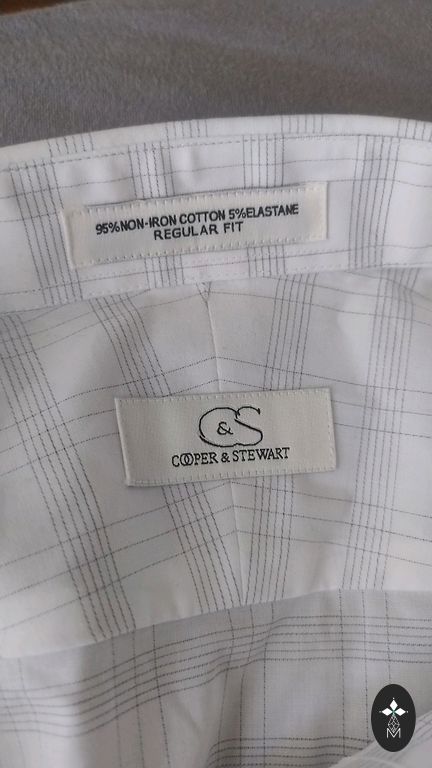 95%NON-IRON COTTON 5%ELASTANE
REGULAR FIT
C&S
COOPER & STEWART
M